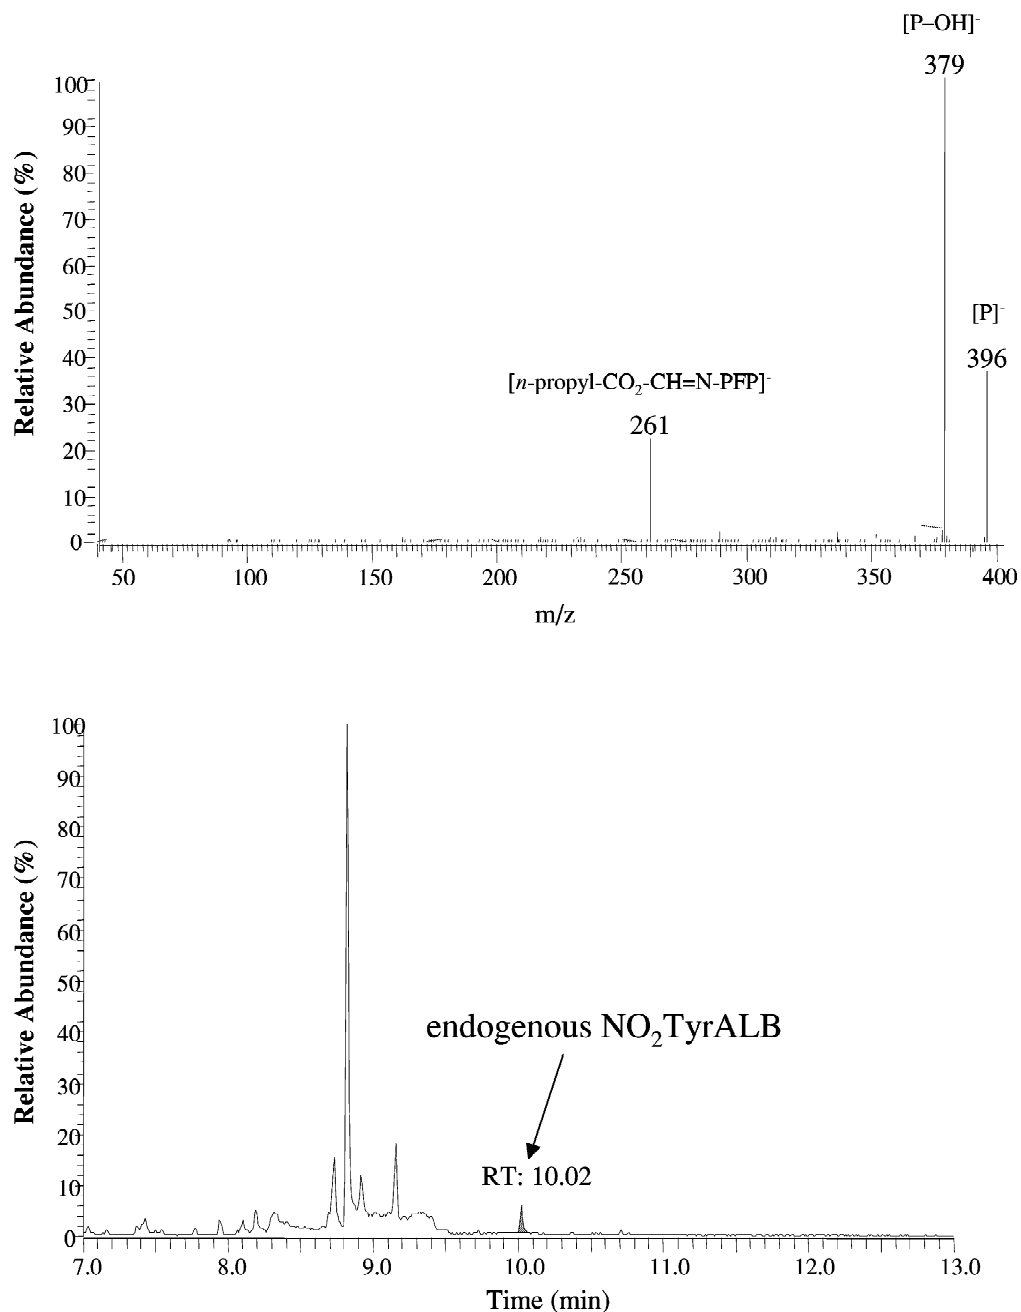 [P–OH]⁻
379
100
90
80
70
60
50
40
30
20
10
0
Relative Abundance (%)
[P]⁻
396
[n-propyl-CO₂-CH=N-PFP]⁻
261
50 100 150 200 250 300 350 400
m/z
100
90
80
70
60
50
40
30
20
10
0
Relative Abundance (%)
endogenous NO₂TyrALB
RT: 10.02
7.0 8.0 9.0 10.0 11.0 12.0 13.0
Time (min)